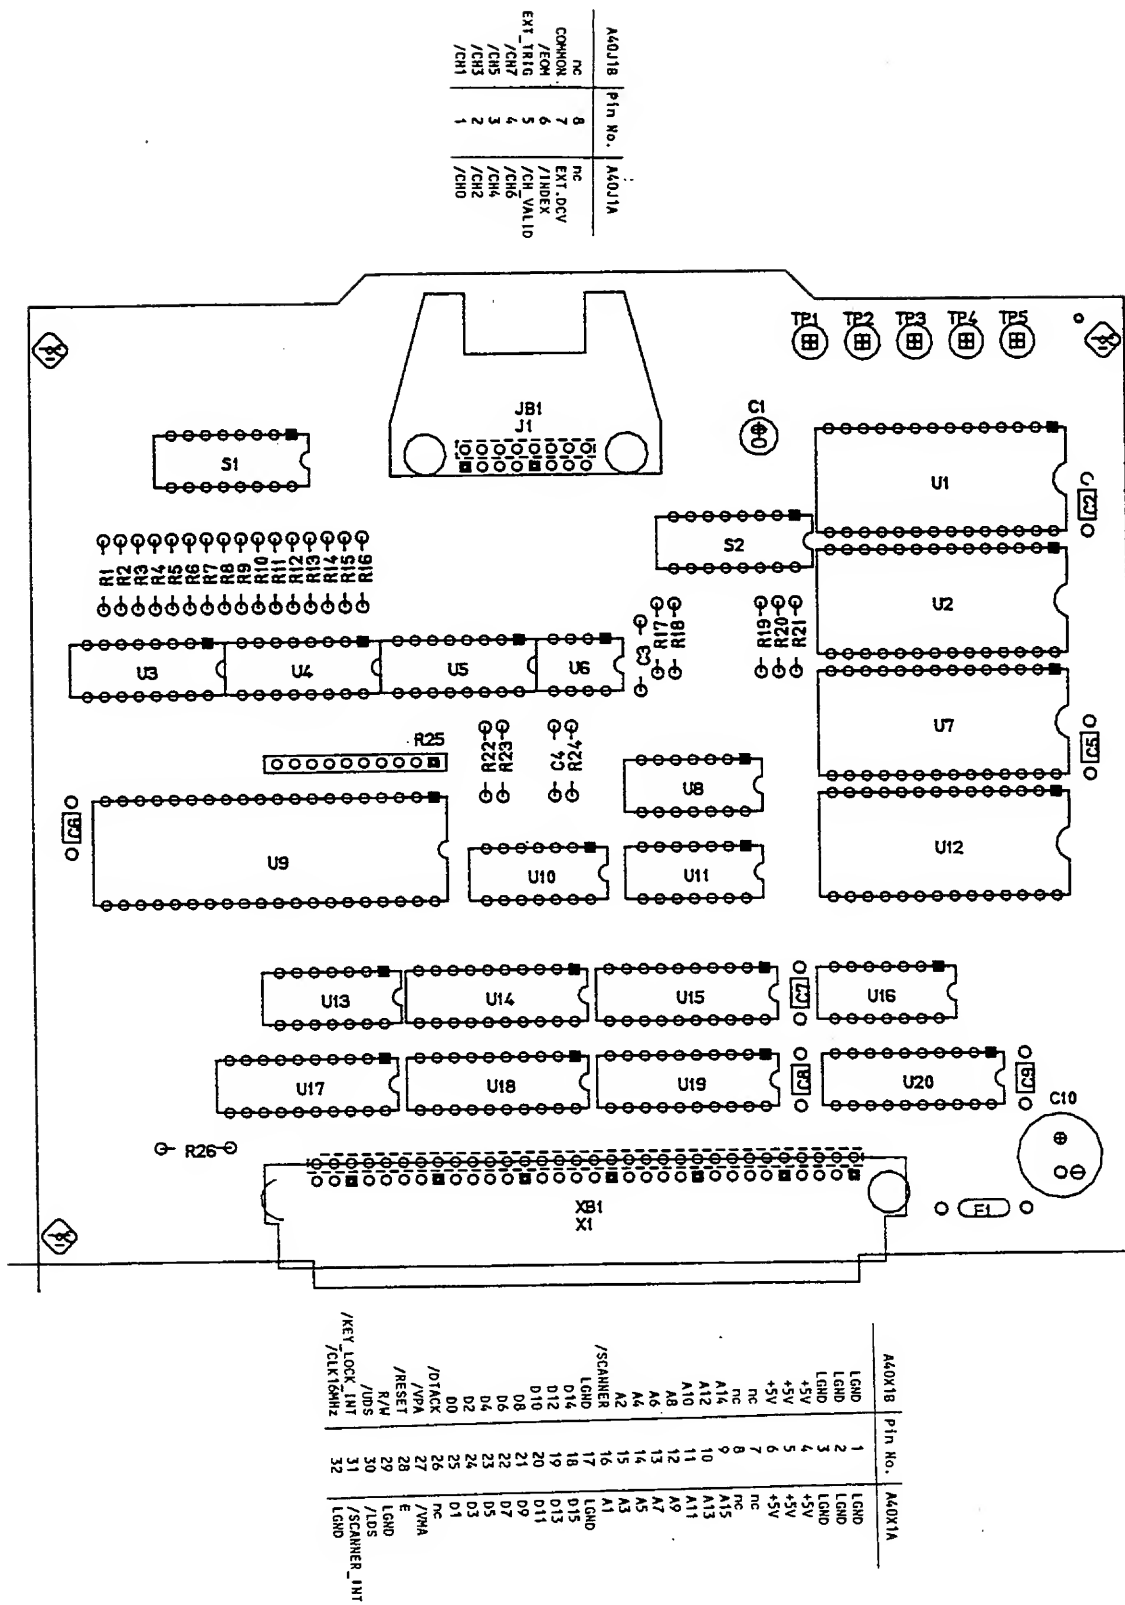 A40J1B Pin No. A40J1A
nc 8 nc
COMMON 7 EXT.DCV
/EOM 6 /INDEX
EXT_TRIG 5 /CH_VALID
/CH7 4 /CH6
/CH5 3 /CH4
/CH3 2 /CH2
/CH1 1 /CH0
TP1 TP2 TP3 TP4 TP5
JB1
J1
C1
S1
U1
C2
S2
R1 R2 R3 R4 R5 R6 R7 R8 R9 R10 R11 R12 R13 R14 R15 R16
U2
R17 R18 R19 R20 R21
U3 U4 U5 U6 C3
U7
C5
R25
R22 R23 C4 R24
U8
C6
U9
U10 U11
U12
U13 U14 U15 C7 U16
U17 U18 U19 C8 U20 C9
C10
R26
XB1
X1
F1
A40X1B Pin No. A40X1A
LGND 1 LGND
LGND 2 LGND
LGND 3 LGND
+5V 4 +5V
+5V 5 +5V
+5V 6 +5V
nc 7 nc
nc 8 nc
A14 9 A15
A12 10 A13
A10 11 A11
A8 12 A9
A6 13 A7
A4 14 A5
A2 15 A3
/SCANNER 16 A1
LGND 17 LGND
D14 18 D15
D12 19 D13
D10 20 D11
D8 21 D9
D6 22 D7
D4 23 D5
D2 24 D3
D0 25 D1
/DTACK 26 nc
/VPA 27 /VMA
/RESET 28 E
R/W 29 LGND
/UDS 30 /LDS
/KEY_LOCK_INT 31 /SCANNER_INT
/CLK16MHz 32 LGND